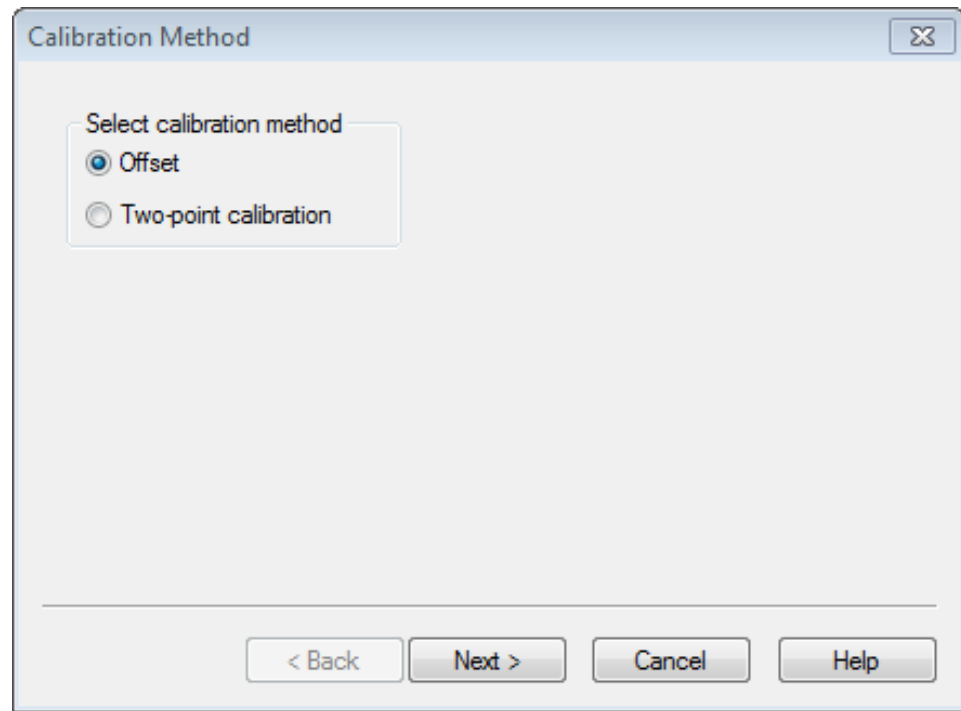 Calibration Method
Select calibration method
Offset
Two-point calibration
< Back Next > Cancel Help